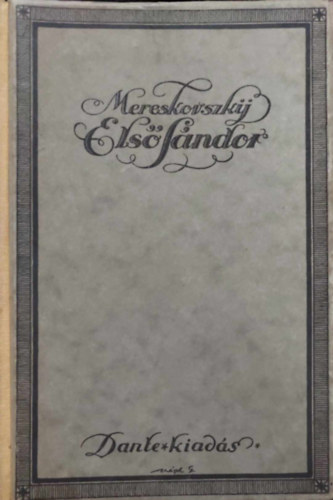 Mereskovszkij
Első Sándor
Dante kiadás